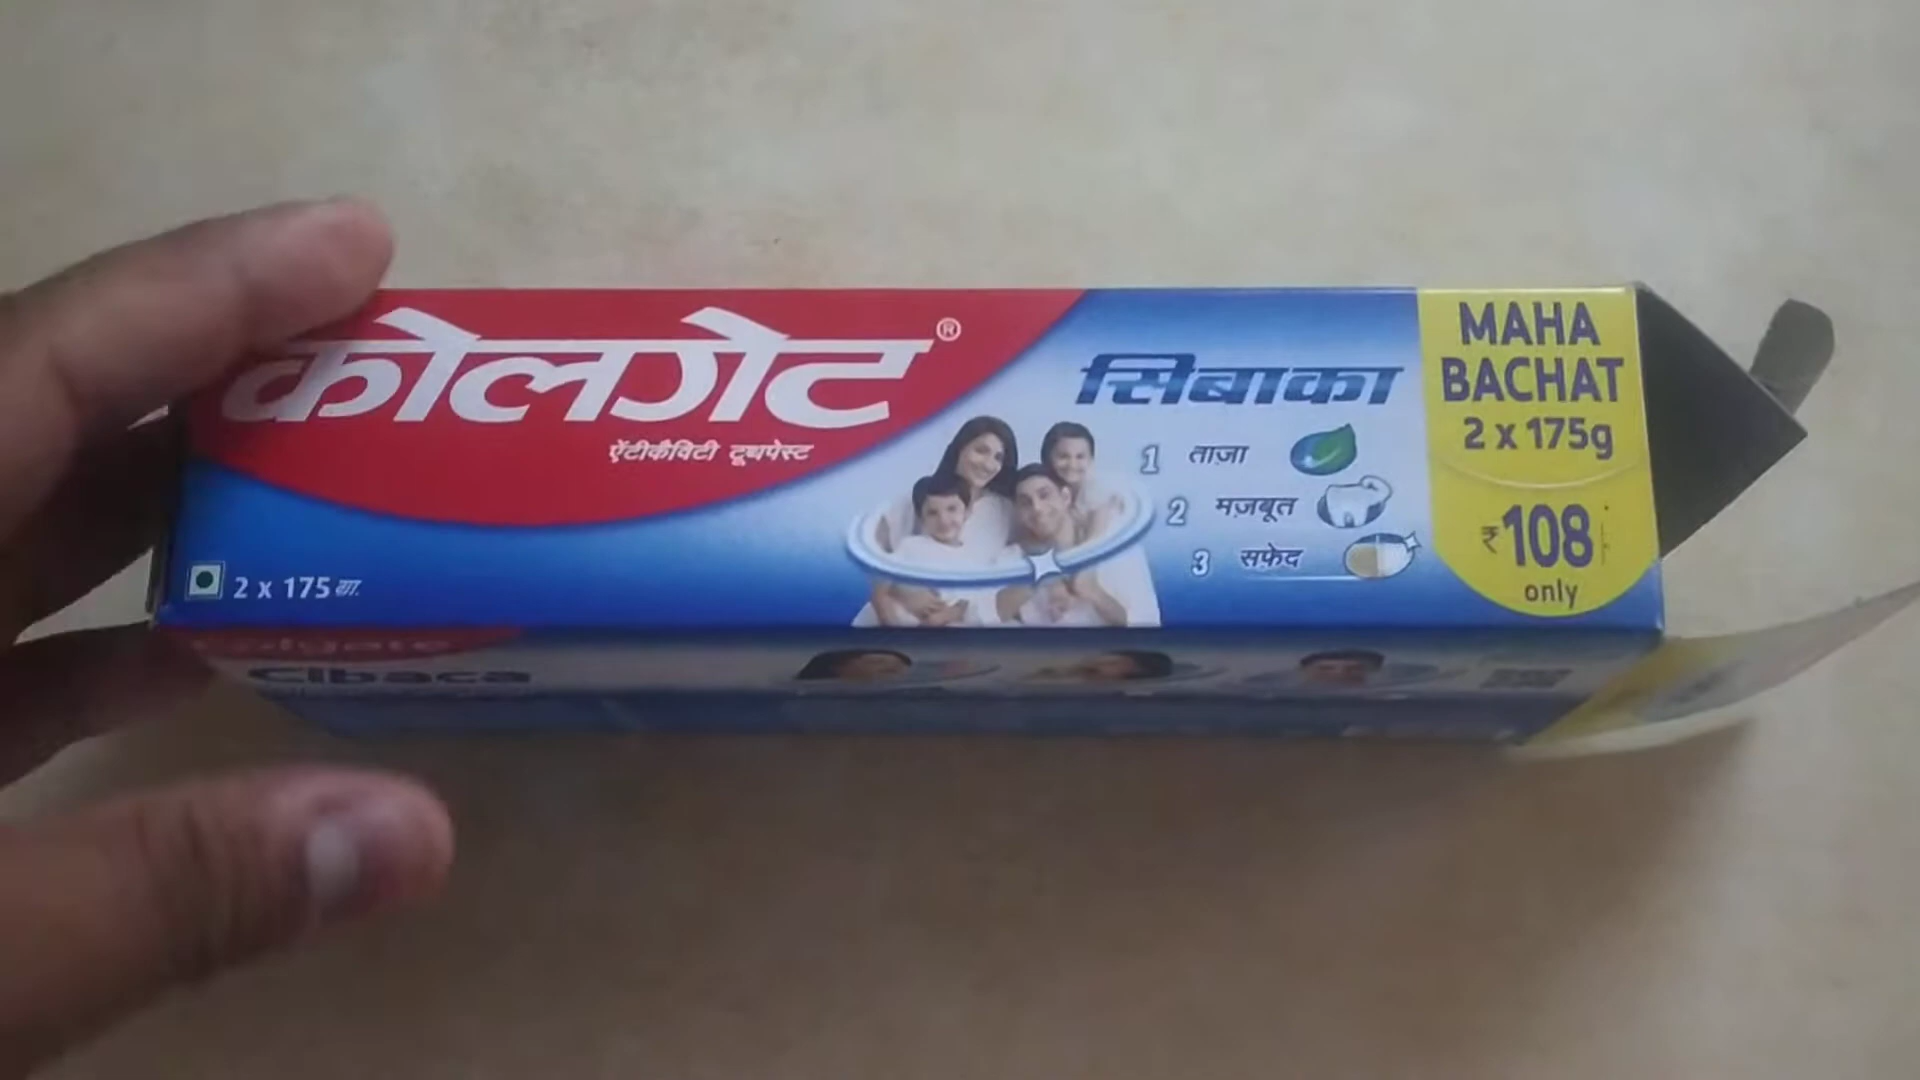 कोलगेट®
ऐंटीकैविटी टूथपेस्ट
सिबाका
1 ताज़ा
2 मज़बूत
3 सफ़ेद
MAHA
BACHAT
2 x 175g
₹108
only
2 x 175 ग्रा.
Cibaca